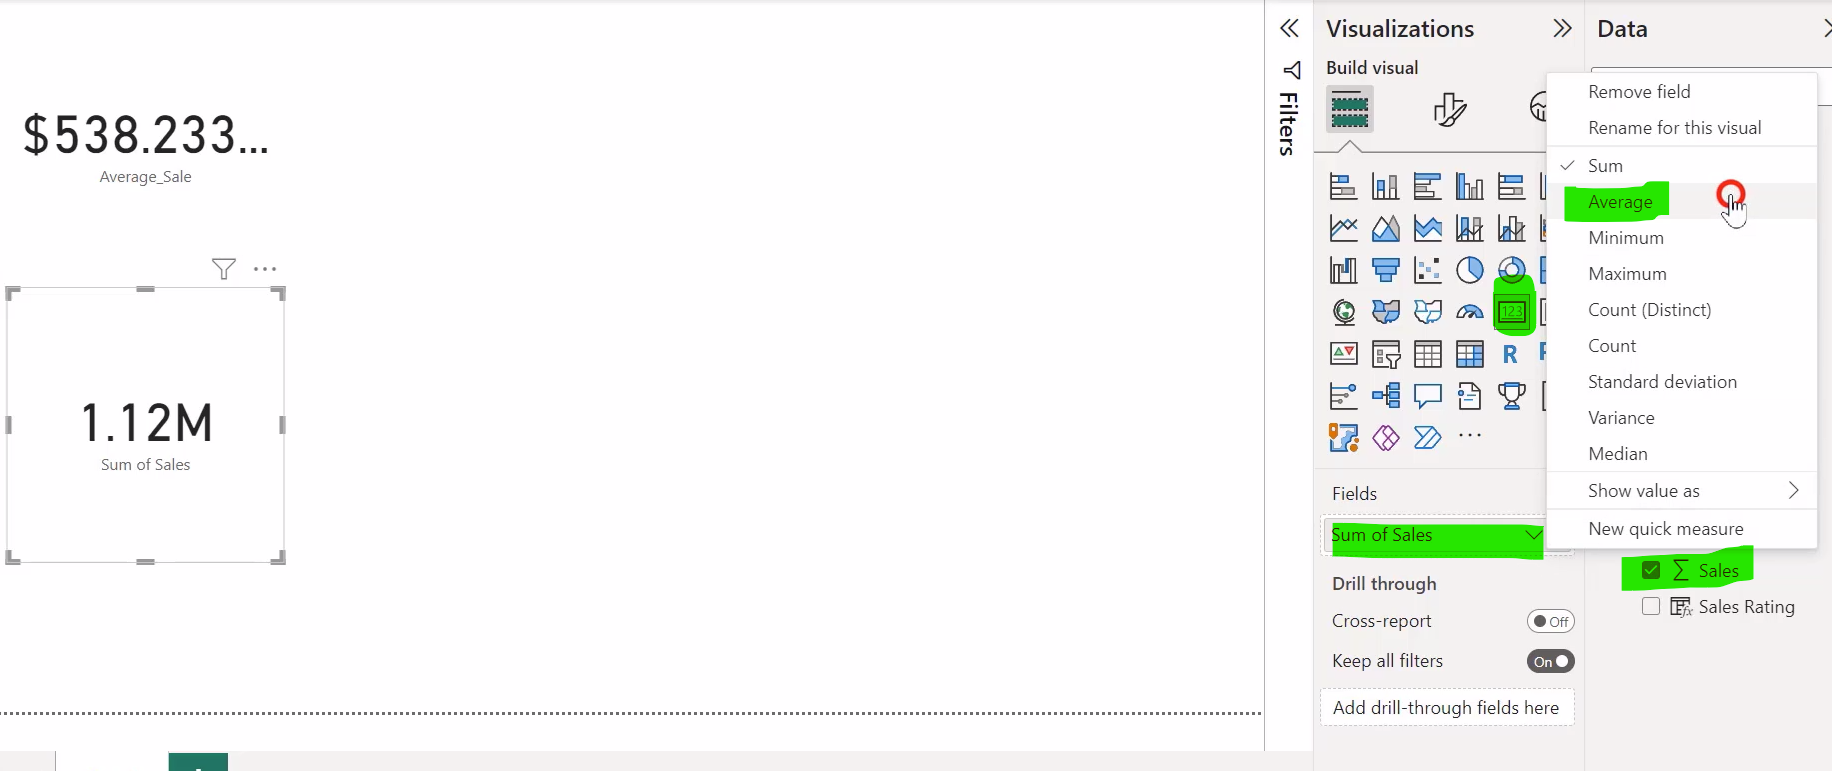 $538.233...
Average_Sale
1.12M
Sum of Sales
Filters
Visualizations
Build visual
123
R
Fields
Sum of Sales
Drill through
Cross-report
Off
Keep all filters
On
Add drill-through fields here
Data
Remove field
Rename for this visual
Sum
Average
Minimum
Maximum
Count (Distinct)
Count
Standard deviation
Variance
Median
Show value as
New quick measure
Sales
Sales Rating